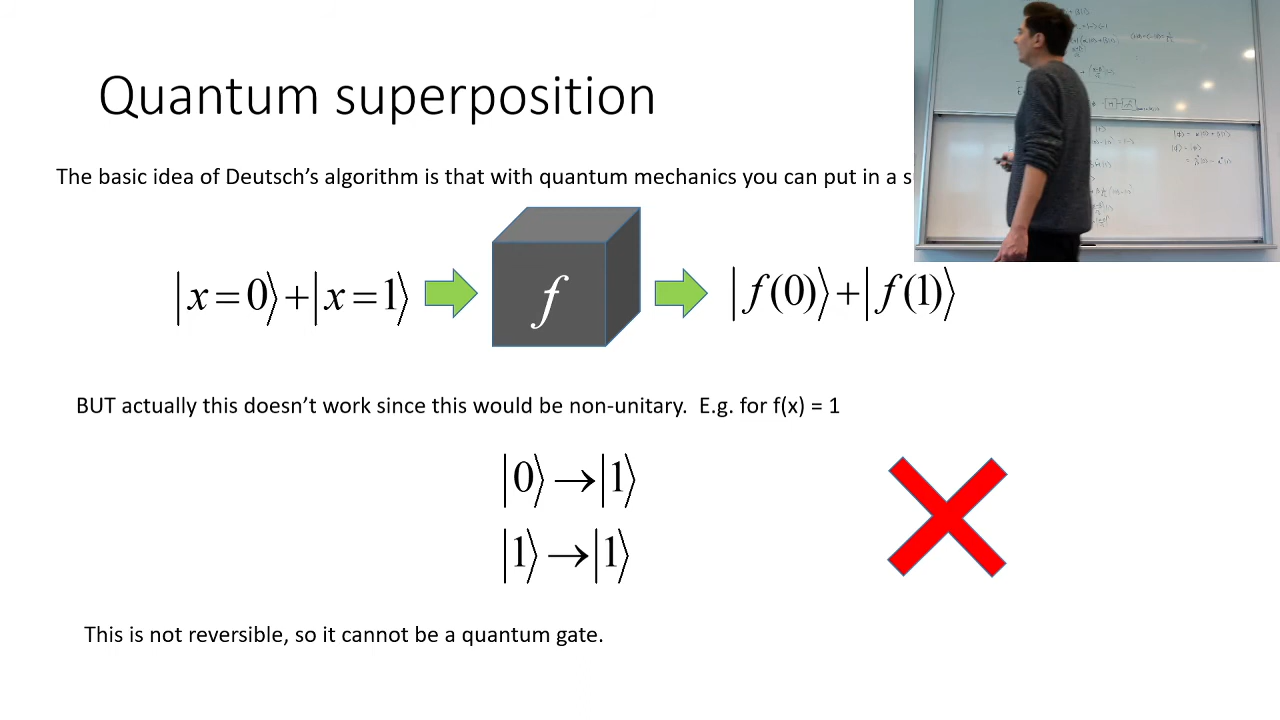 Quantum superposition
The basic idea of Deutsch's algorithm is that with quantum mechanics you can put in a s
|x=0⟩+|x=1⟩ f |f(0)⟩+|f(1)⟩
BUT actually this doesn't work since this would be non-unitary. E.g. for f(x) = 1
|0⟩→|1⟩
|1⟩→|1⟩
This is not reversible, so it cannot be a quantum gate.